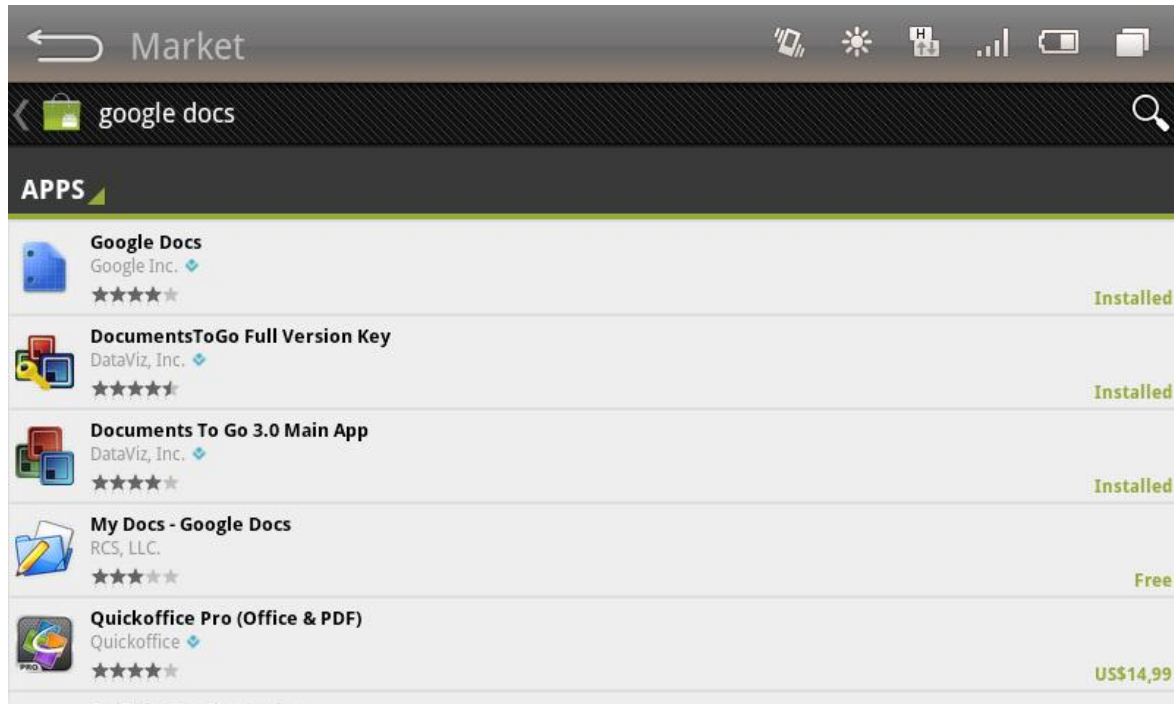 Market
H
google docs
APPS
Google Docs
Google Inc.
Installed
DocumentsToGo Full Version Key
DataViz, Inc.
Installed
Documents To Go 3.0 Main App
DataViz, Inc.
Installed
My Docs - Google Docs
RCS, LLC.
Free
Quickoffice Pro (Office & PDF)
Quickoffice
PRO
US$14,99